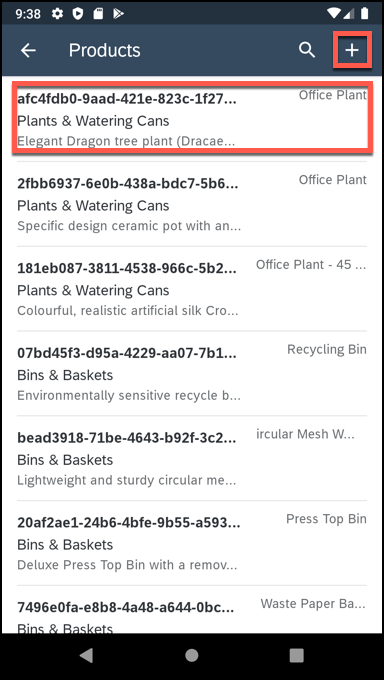 9:38
Products
afc4fdb0-9aad-421e-823c-1f27... Office Plant
Plants & Watering Cans
Elegant Dragon tree plant (Dracae...
2fbb6937-6e0b-438a-bdc7-5b6... Office Plant
Plants & Watering Cans
Specific design ceramic pot with an...
181eb087-3811-4538-966c-5b2... Office Plant - 45 ...
Plants & Watering Cans
Colourful, realistic artificial silk Cro...
07bd45f3-d95a-4229-aa07-7b1... Recycling Bin
Bins & Baskets
Environmentally sensitive recycle b...
bead3918-71be-4643-b92f-3c2... ircular Mesh W...
Bins & Baskets
Lightweight and sturdy circular me...
20af2ae1-24b6-4bfe-9b55-a593... Press Top Bin
Bins & Baskets
Deluxe Press Top Bin with a remov...
7496e0fa-e8b8-4a48-a644-0bc... Waste Paper Ba...
Bins & Baskets